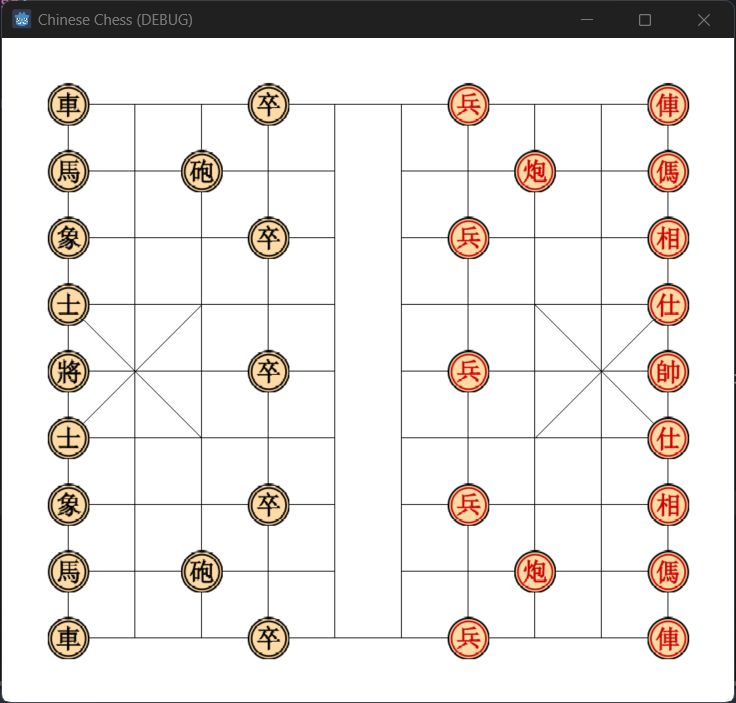 Chinese Chess (DEBUG)
車 卒 兵 俥
馬 砲 炮 傌
象 卒 兵 相
士 仕
將 卒 兵 帥
士 仕
象 卒 兵 相
馬 砲 炮 傌
車 卒 兵 俥